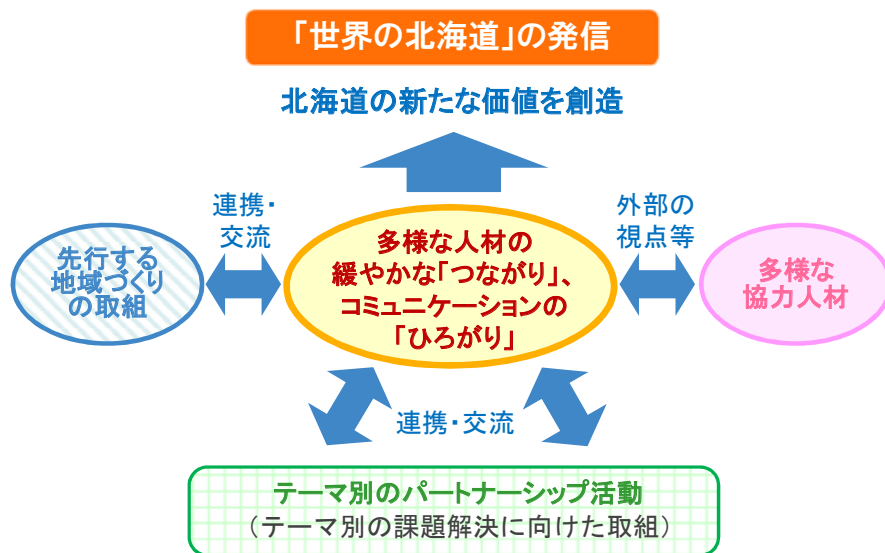 「世界の北海道」の発信
北海道の新たな価値を創造
連携・
交流
外部の
視点等
先行する
地域づくり
の取組
多様な人材の
緩やかな「つながり」、
コミュニケーションの
「ひろがり」
多様な
協力人材
連携・交流
テーマ別のパートナーシップ活動
（テーマ別の課題解決に向けた取組）